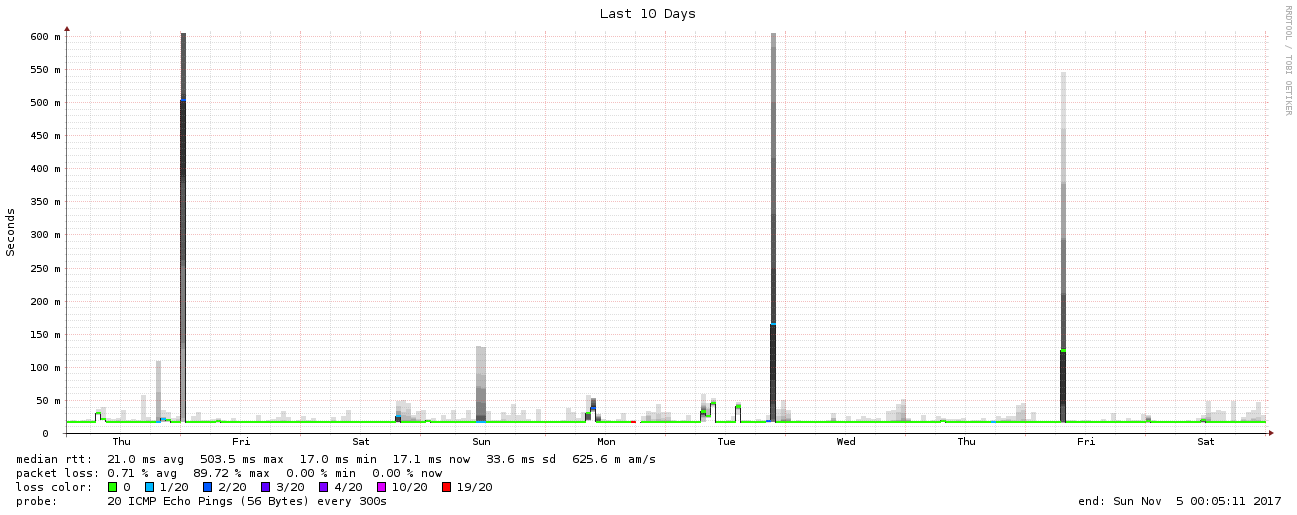 Last 10 Days
RRDTOOL / TOBI OETIKER
Seconds
600 m
550 m
500 m
450 m
400 m
350 m
300 m
250 m
200 m
150 m
100 m
50 m
0
Thu Fri Sat Sun Mon Tue Wed Thu Fri Sat
median rtt: 21.0 ms avg 503.5 ms max 17.0 ms min 17.1 ms now 33.6 ms sd 625.6 m am/s
packet loss: 0.71 % avg 89.72 % max 0.00 % min 0.00 % now
loss color: 0 1/20 2/20 3/20 4/20 10/20 19/20
probe: 20 ICMP Echo Pings (56 Bytes) every 300s end: Sun Nov 5 00:05:11 2017